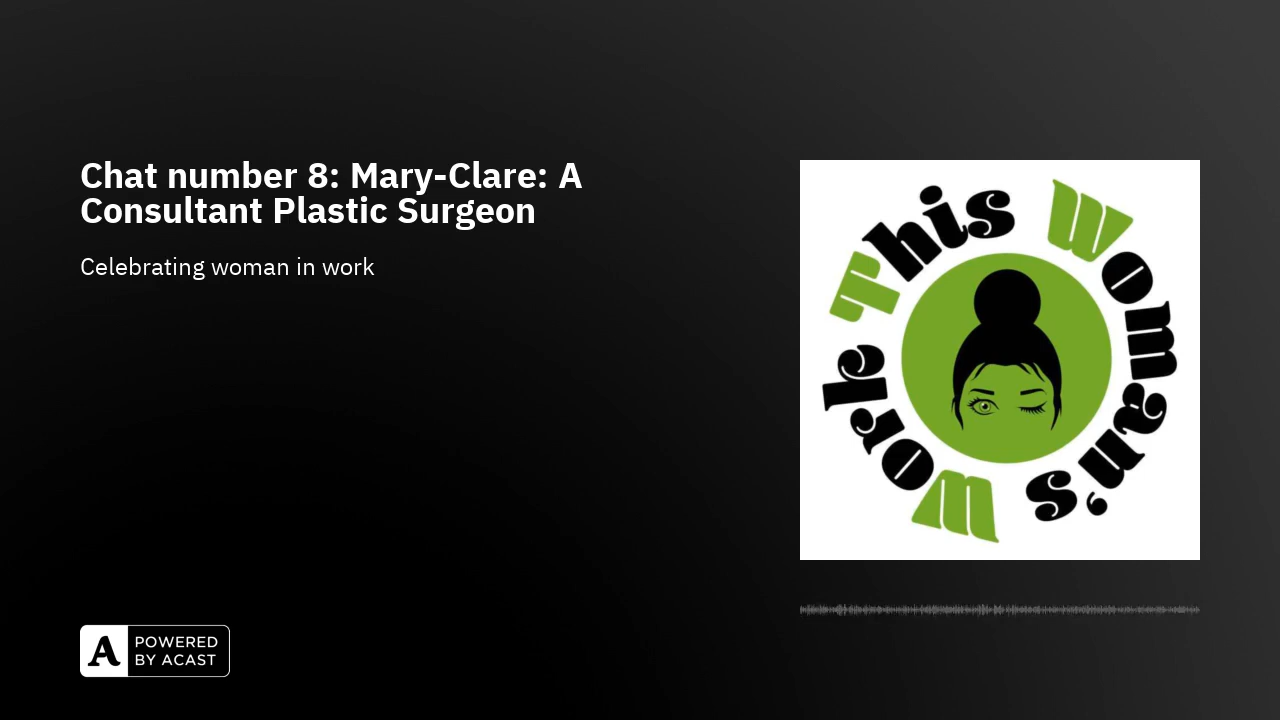 Chat number 8: Mary-Clare: A
Consultant Plastic Surgeon
Celebrating woman in work
This Woman's Work
A POWERED
BY ACAST